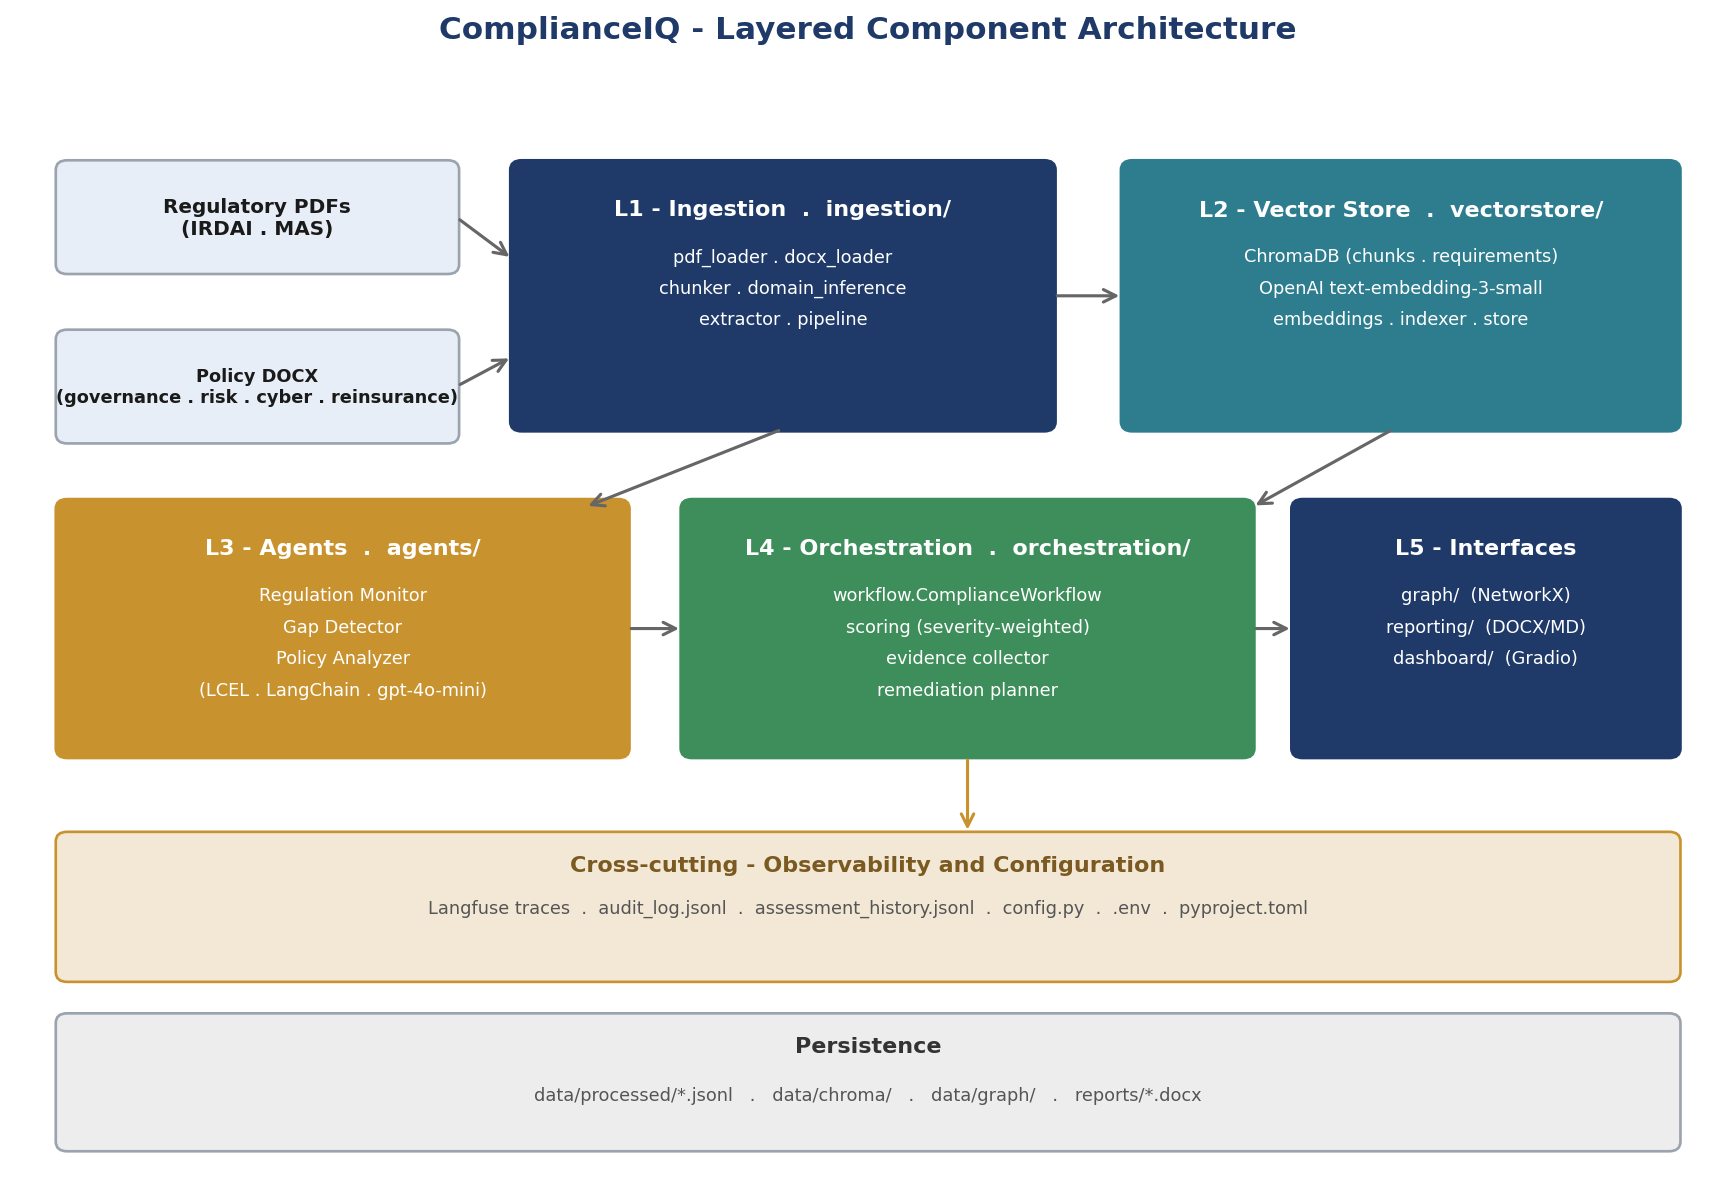 ComplianceIQ - Layered Component Architecture
Regulatory PDFs
(IRDAI . MAS)
Policy DOCX
(governance . risk . cyber . reinsurance)
L1 - Ingestion . ingestion/
pdf_loader . docx_loader
chunker . domain_inference
extractor . pipeline
L2 - Vector Store . vectorstore/
ChromaDB (chunks . requirements)
OpenAI text-embedding-3-small
embeddings . indexer . store
L3 - Agents . agents/
Regulation Monitor
Gap Detector
Policy Analyzer
(LCEL . LangChain . gpt-4o-mini)
L4 - Orchestration . orchestration/
workflow.ComplianceWorkflow
scoring (severity-weighted)
evidence collector
remediation planner
L5 - Interfaces
graph/ (NetworkX)
reporting/ (DOCX/MD)
dashboard/ (Gradio)
Cross-cutting - Observability and Configuration
Langfuse traces . audit_log.jsonl . assessment_history.jsonl . config.py . .env . pyproject.toml
Persistence
data/processed/*.jsonl . data/chroma/ . data/graph/ . reports/*.docx